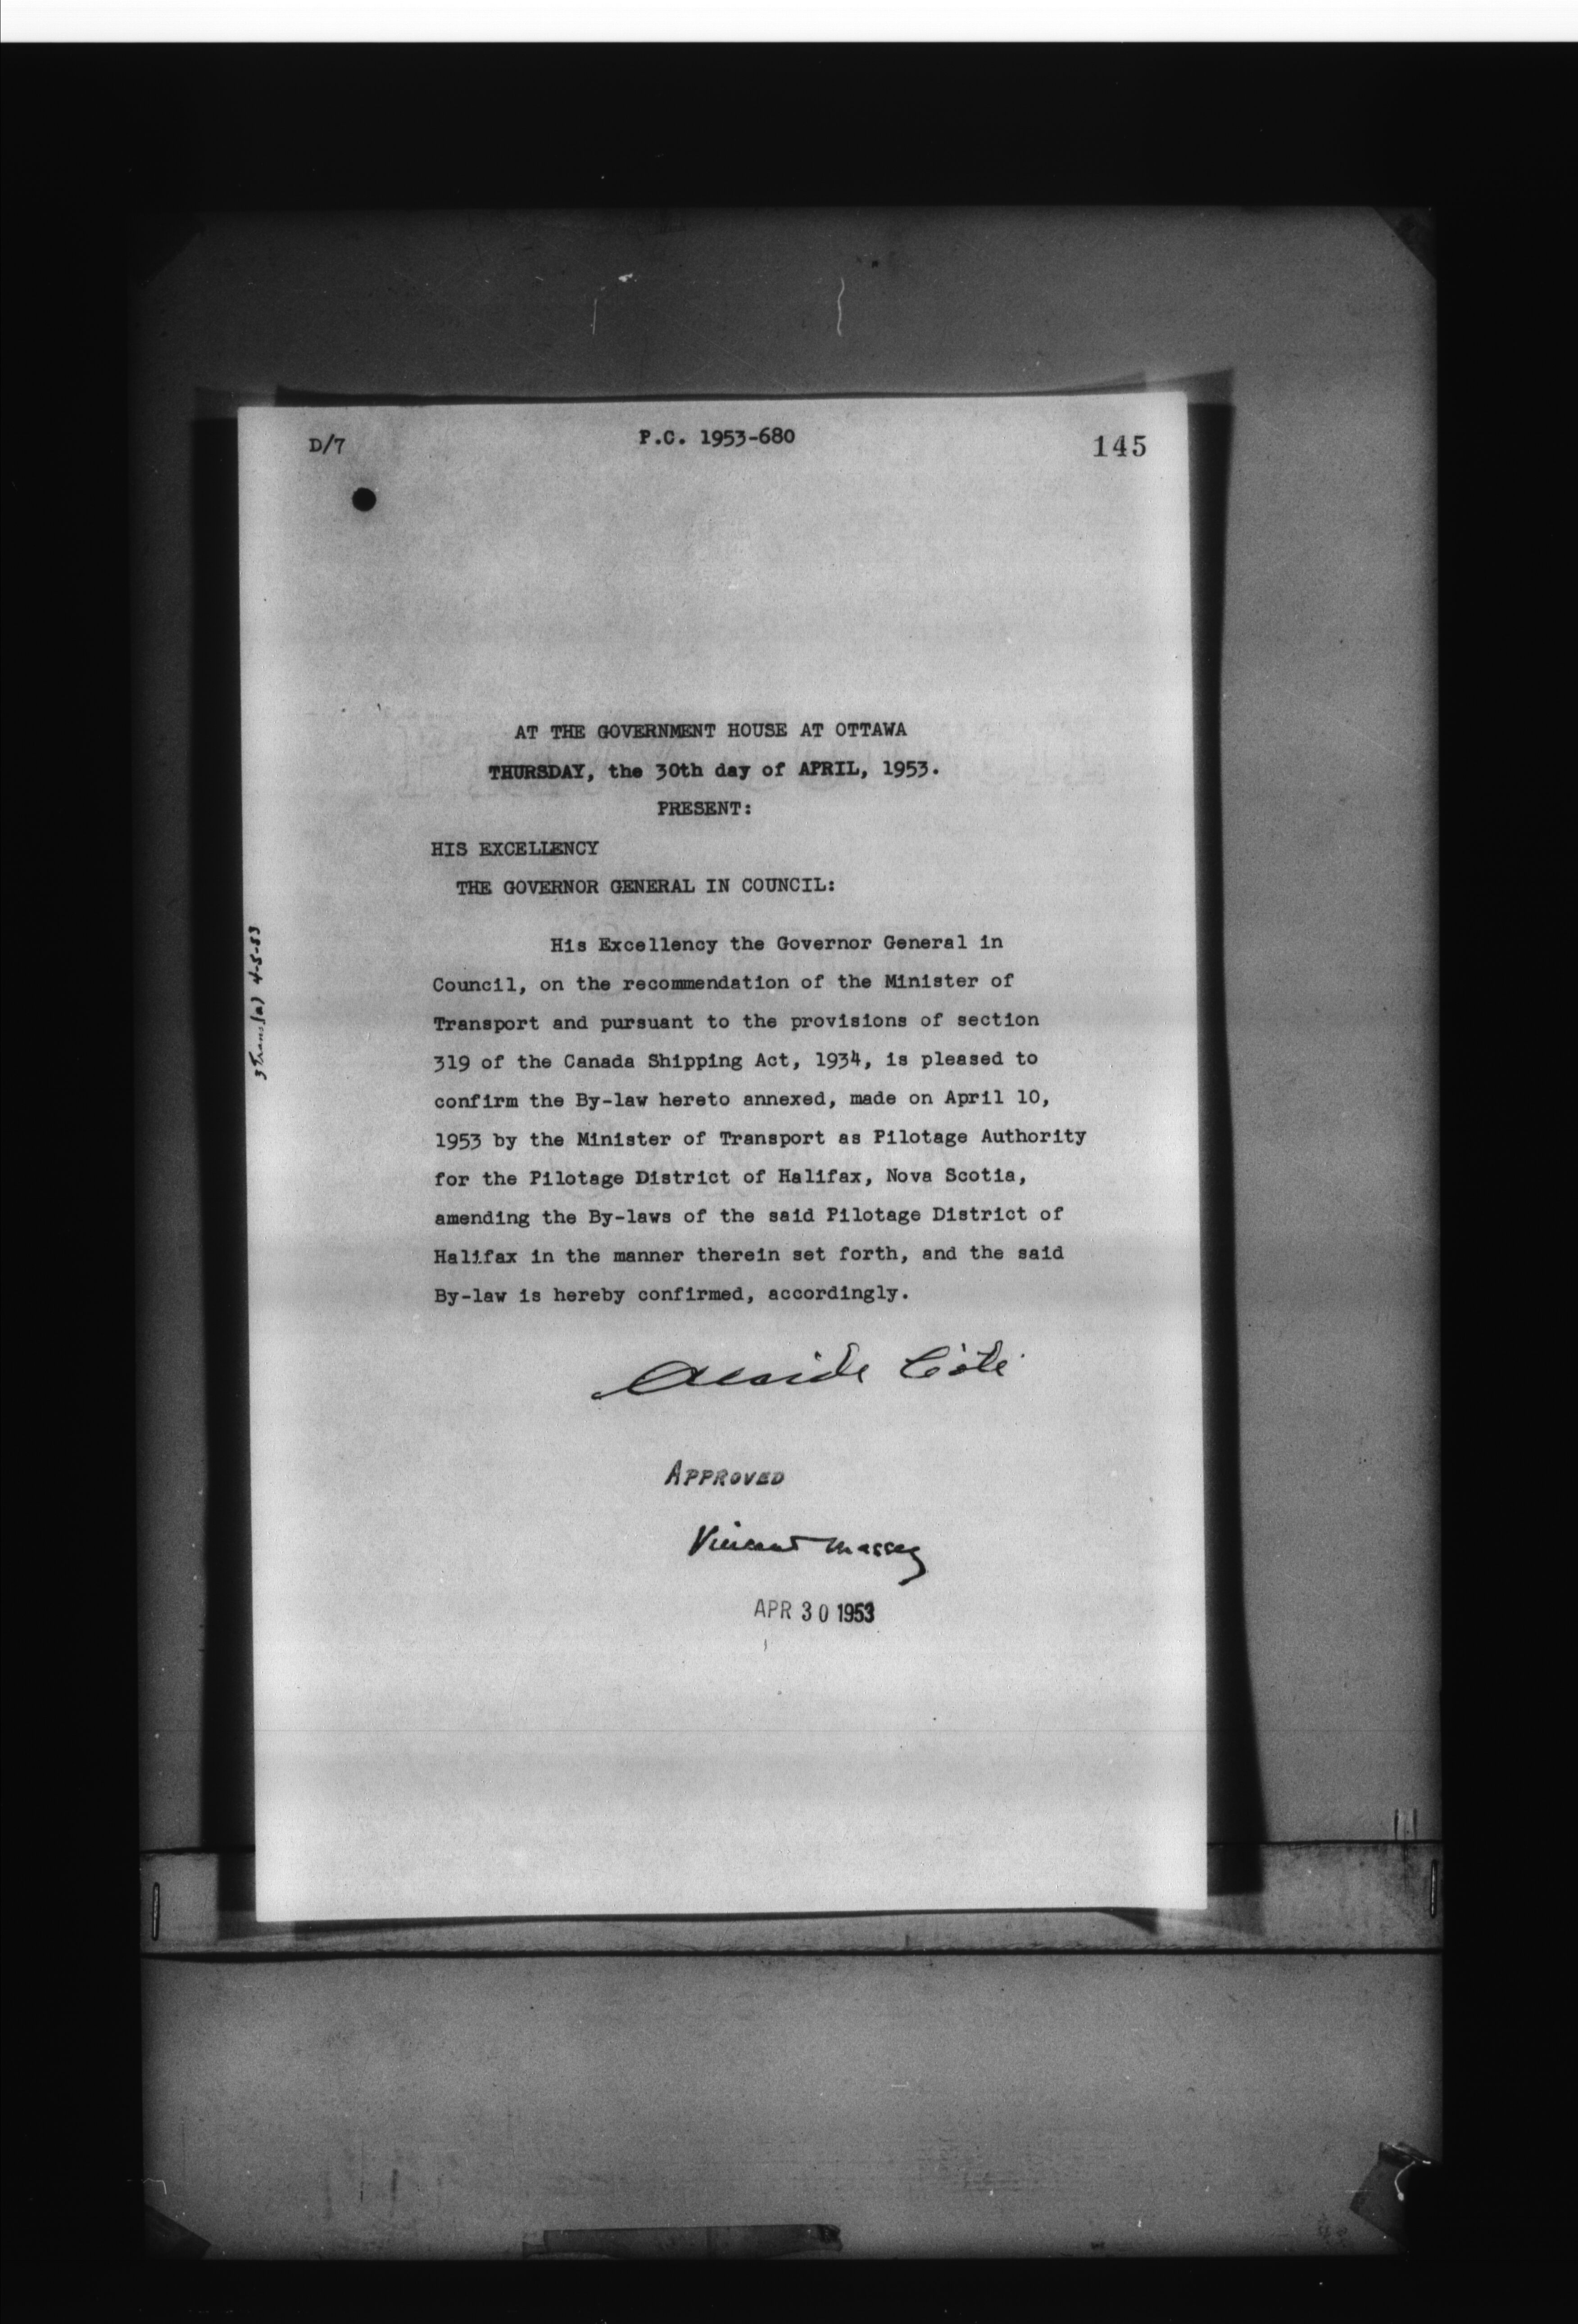 D/7
P.C. 1953-680
145
AT THE GOVERNMENT HOUSE AT OTTAWA
THURSDAY, the 30th day of APRIL, 1953.
PRESENT:
HIS EXCELLENCY
THE GOVERNOR GENERAL IN COUNCIL:
His Excellency the Governor General in
Council, on the recommendation of the Minister of
Transport and pursuant to the provisions of section
319 of the Canada Shipping Act, 1934, is pleased to
confirm the By-law hereto annexed, made on April 10,
1953 by the Minister of Transport as Pilotage Authority
for the Pilotage District of Halifax, Nova Scotia,
amending the By-laws of the said Pilotage District of
Halifax in the manner therein set forth, and the said
By-law is hereby confirmed, accordingly.
Alcide Côté
APPROVED
Vincent Massey
APR 30 1953
3 Trans (a) 4-5-53